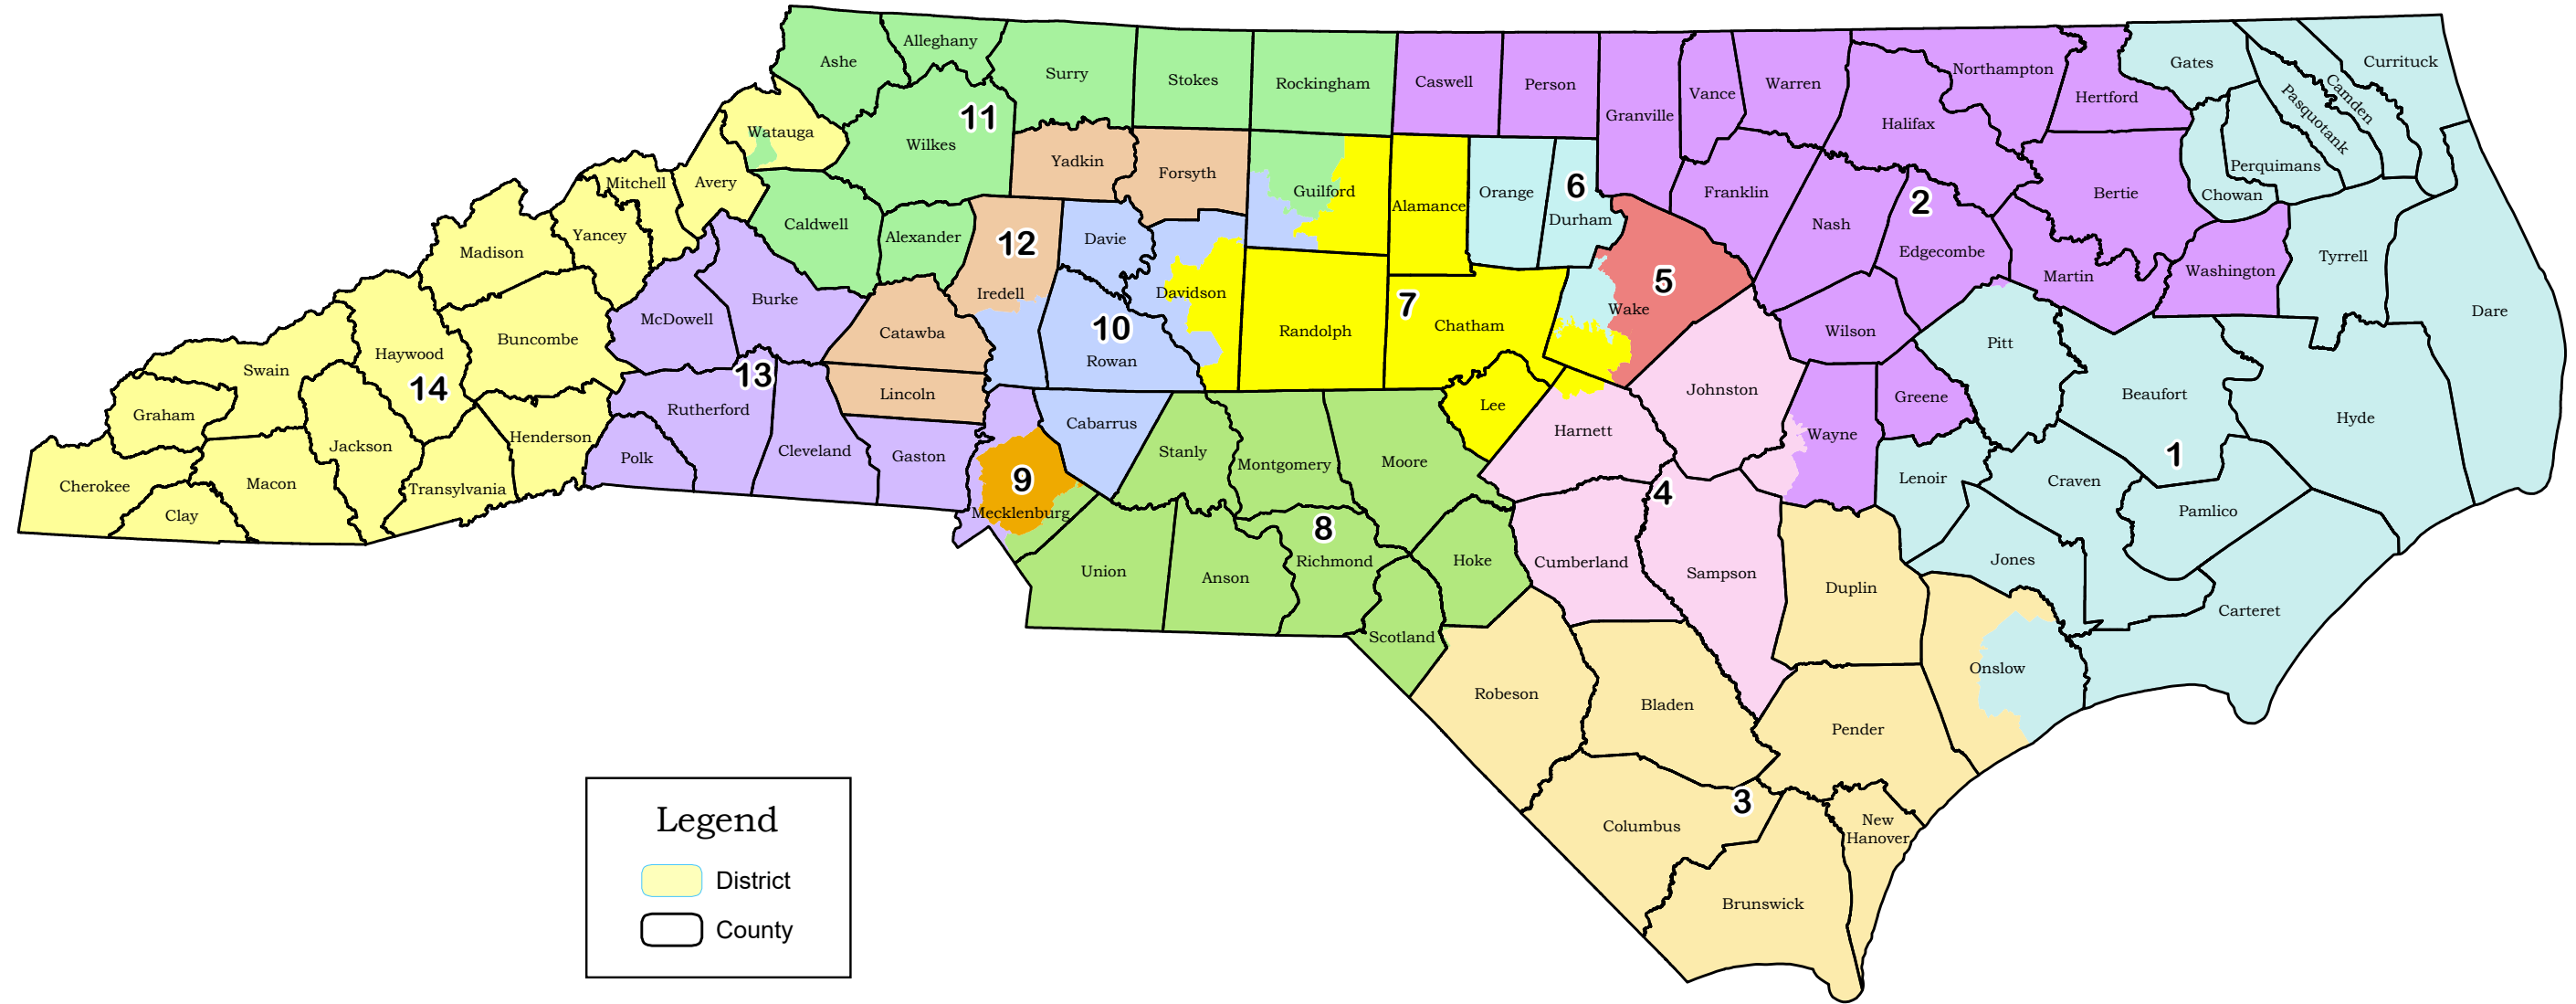 Ashe
Alleghany
Surry
Stokes
Rockingham
Caswell
Person
Granville
Vance
Warren
Northampton
Hertford
Gates
Currituck
Camden
Pasquotank
Perquimans
Chowan
Halifax
Bertie
Watauga
Wilkes
11
Yadkin
Forsyth
Guilford
Alamance
Orange
6
Durham
Franklin
Nash
2
Edgecombe
Martin
Washington
Tyrrell
Dare
Mitchell
Avery
Caldwell
Alexander
12
Iredell
Davie
Davidson
Randolph
7
Chatham
5
Wake
Wilson
Pitt
Beaufort
Hyde
Madison
Yancey
Burke
McDowell
Buncombe
Haywood
Swain
Graham
14
13
Catawba
Lincoln
10
Rowan
Cabarrus
Lee
Johnston
Harnett
Wayne
Greene
Lenoir
Craven
1
Pamlico
Jones
Carteret
Rutherford
Polk
Cleveland
Gaston
Henderson
Jackson
Transylvania
Macon
Cherokee
Clay
9
Mecklenburg
Stanly
Montgomery
Moore
8
Richmond
Union
Anson
Hoke
Scotland
4
Cumberland
Sampson
Duplin
Onslow
Robeson
Bladen
Pender
3
Columbus
New
Hanover
Brunswick
Legend
District
County